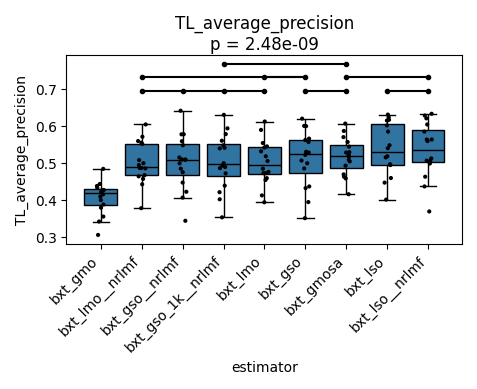 TL_average_precision
p = 2.48e-09
TL_average_precision
0.7
0.6
0.5
0.4
0.3
bxt_gmo
bxt_lmo__nrlmf
bxt_gso__nrlmf
bxt_gso_1k__nrlmf
bxt_lmo
bxt_gso
bxt_gmosa
bxt_lso
bxt_lso__nrlmf
estimator